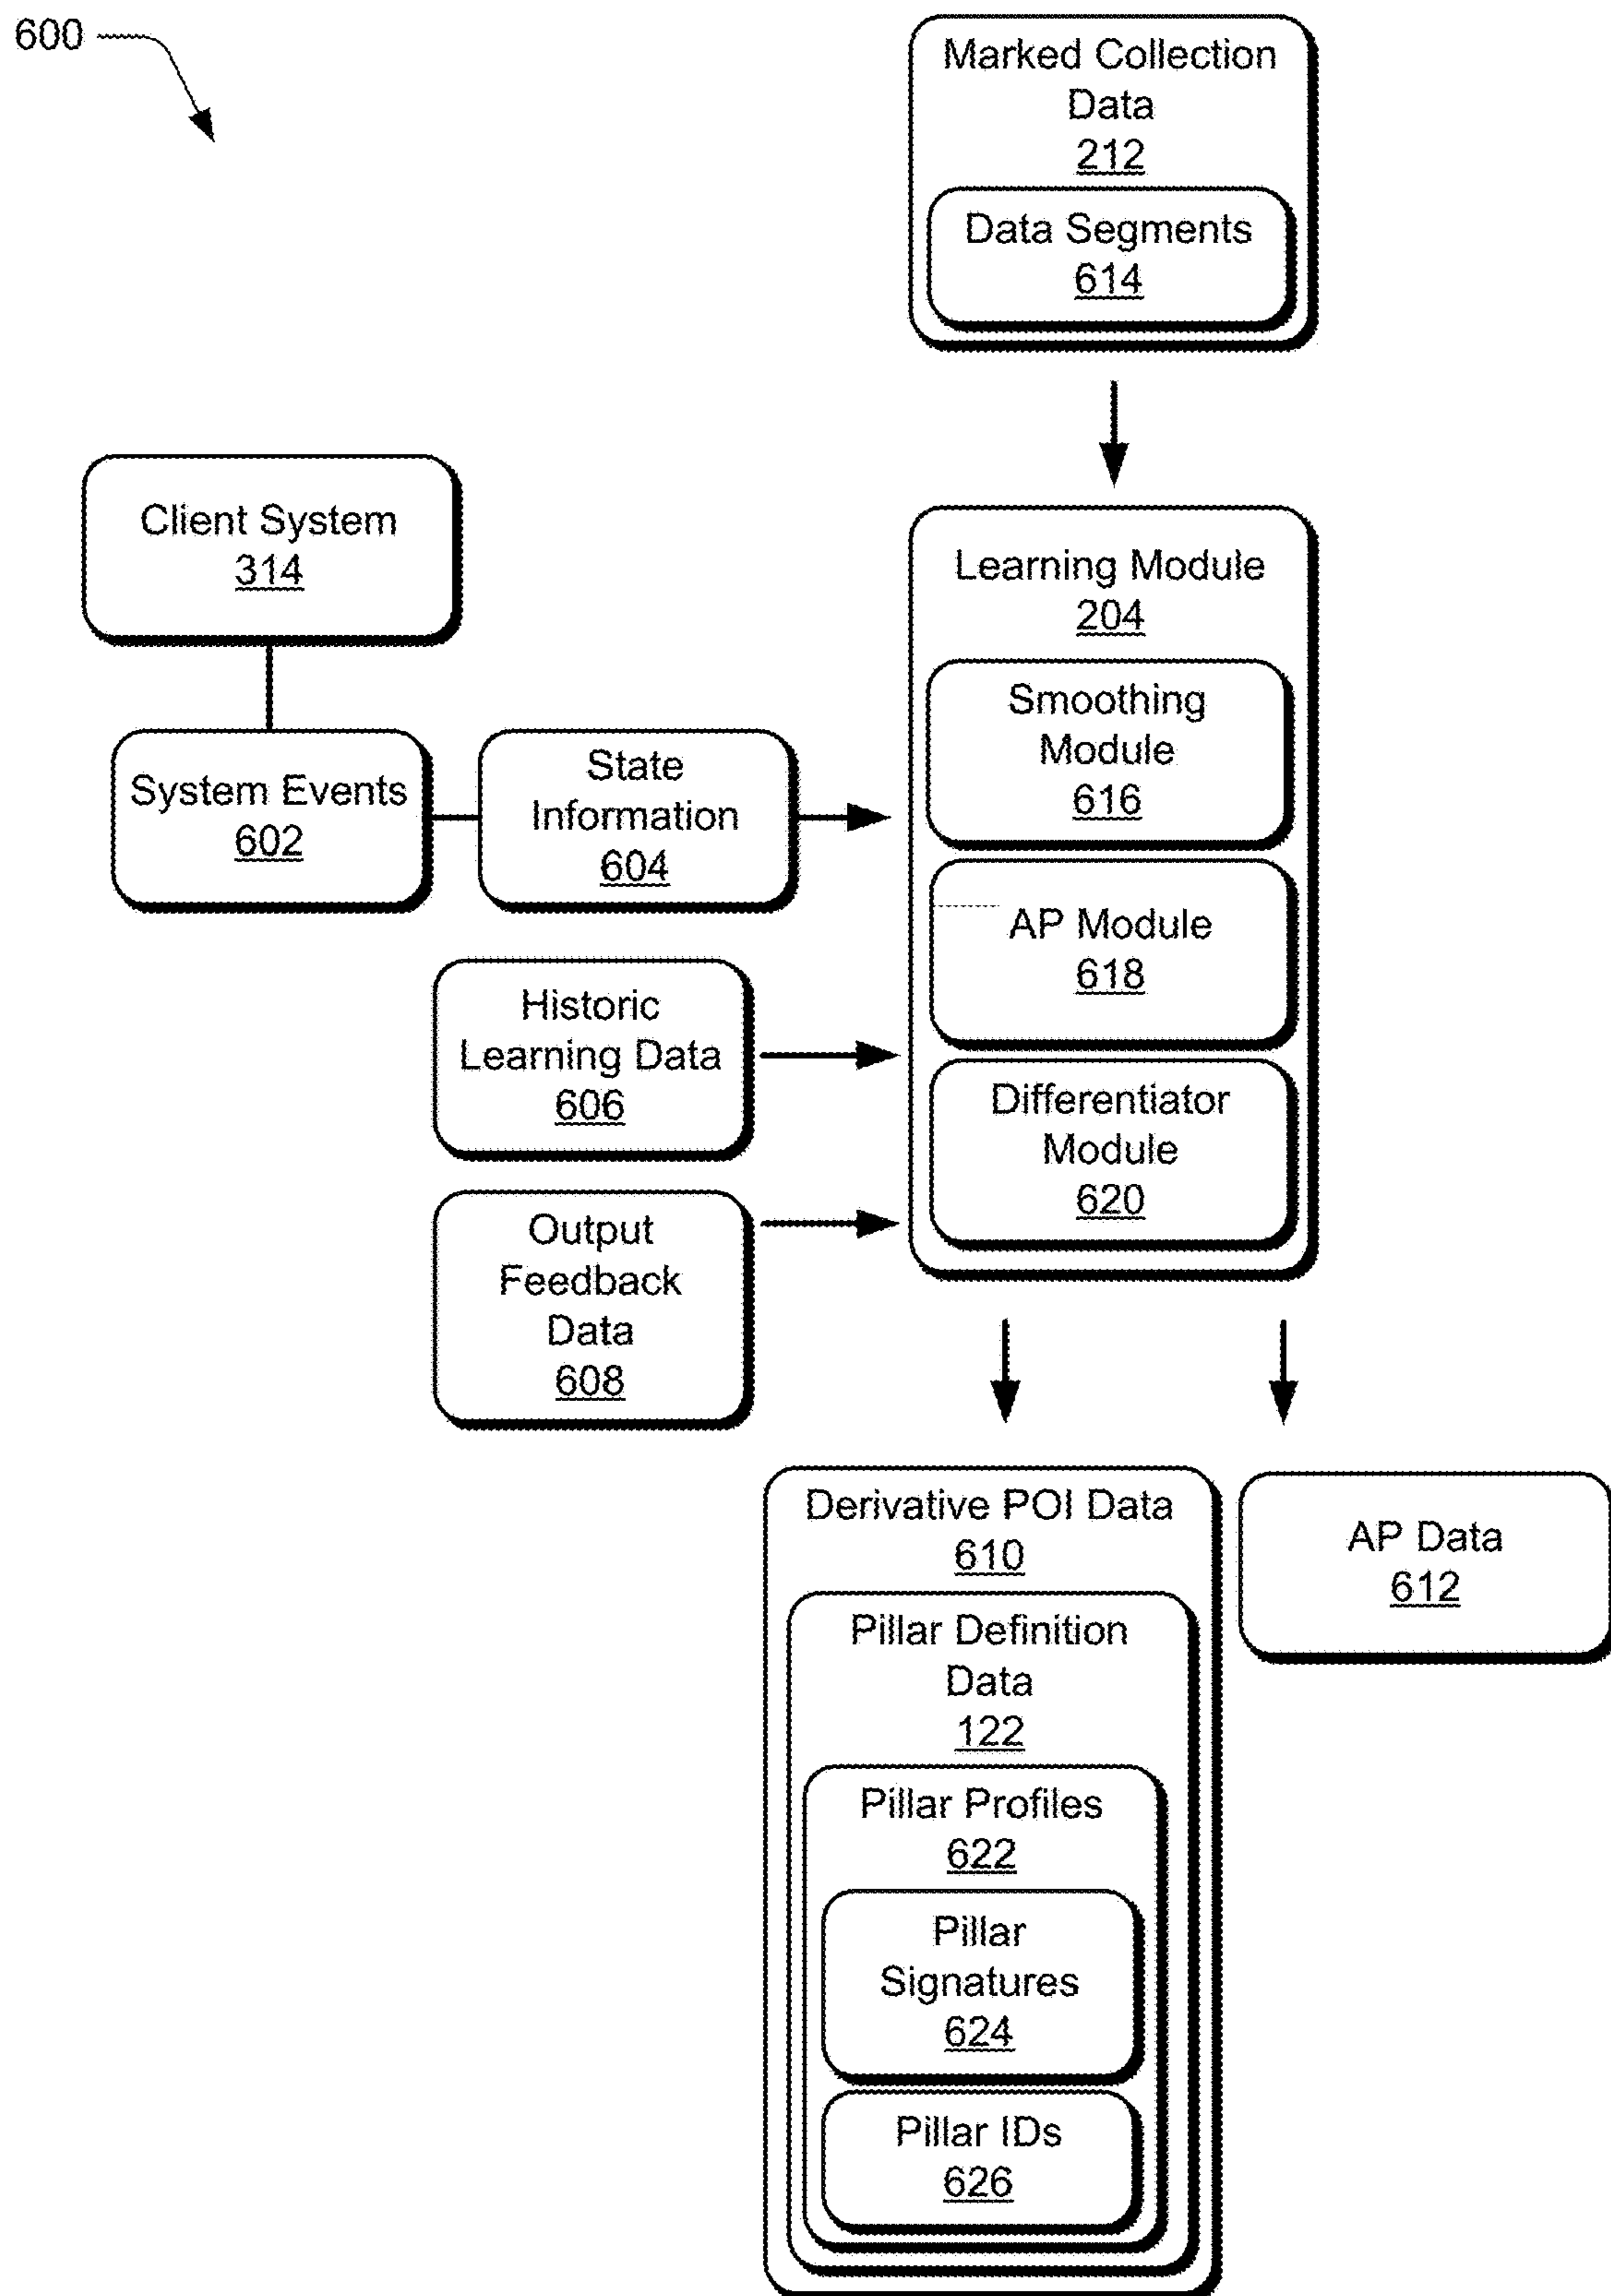 600
Marked Collection
Data
212
Data Segments
614
Client System
314
Learning Module
204
System Events
602
State
Information
604
Smoothing
Module
616
AP Module
618
Historic
Learning Data
606
Differentiator
Module
620
Output
Feedback
Data
608
Derivative POI Data
610
AP Data
612
Pillar Definition
Data
122
Pillar Profiles
622
Pillar
Signatures
624
Pillar IDs
626